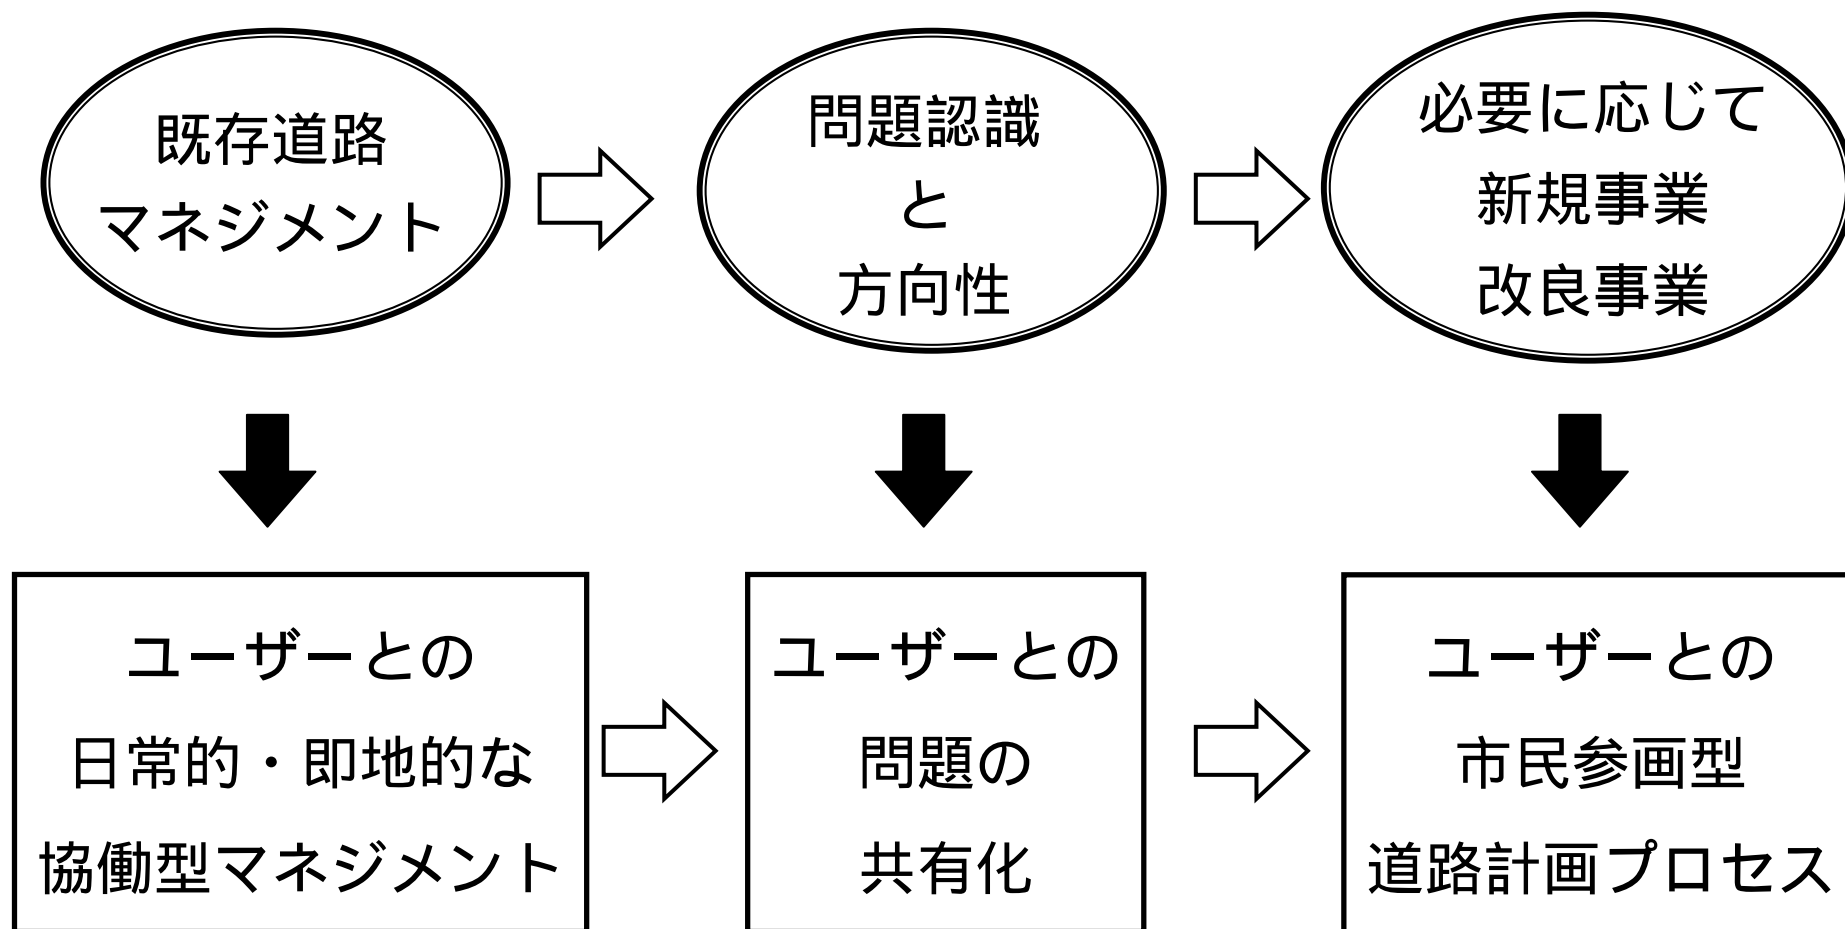 既存道路
マネジメント
問題認識
と
方向性
必要に応じて
新規事業
改良事業
ユーザーとの
日常的・即地的な
協働型マネジメント
ユーザーとの
問題の
共有化
ユーザーとの
市民参画型
道路計画プロセス